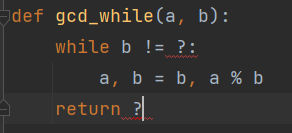 def gcd_while(a, b):
    while b != ?:
        a, b = b, a % b
    return ?